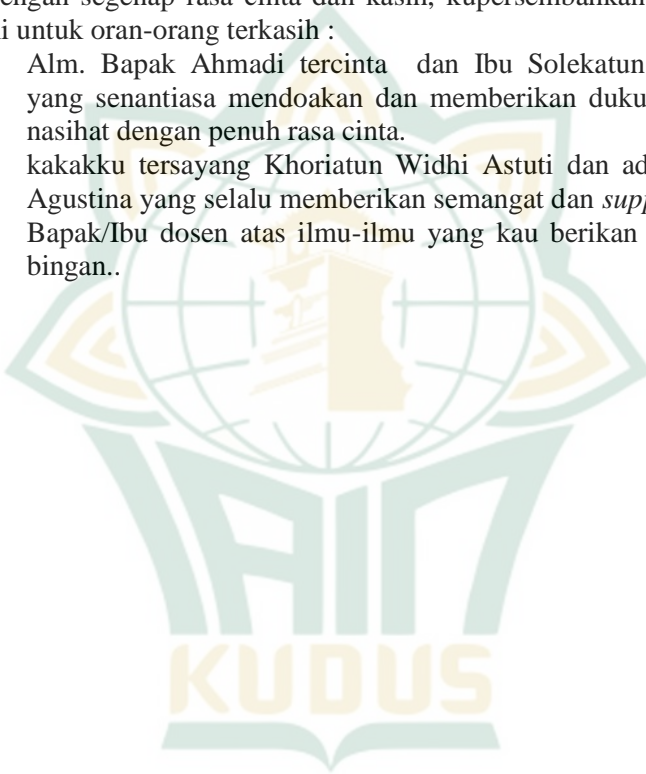 engan segenap rasa cinta dan kasih, kupersembahkan
i untuk oran-orang terkasih :
Alm. Bapak Ahmadi tercinta dan Ibu Solekatun
yang senantiasa mendoakan dan memberikan duku
nasihat dengan penuh rasa cinta.
kakakku tersayang Khoriatun Widhi Astuti dan ad
Agustina yang selalu memberikan semangat dan supp
Bapak/Ibu dosen atas ilmu-ilmu yang kau berikan
bingan..
IAIN
KUDUS